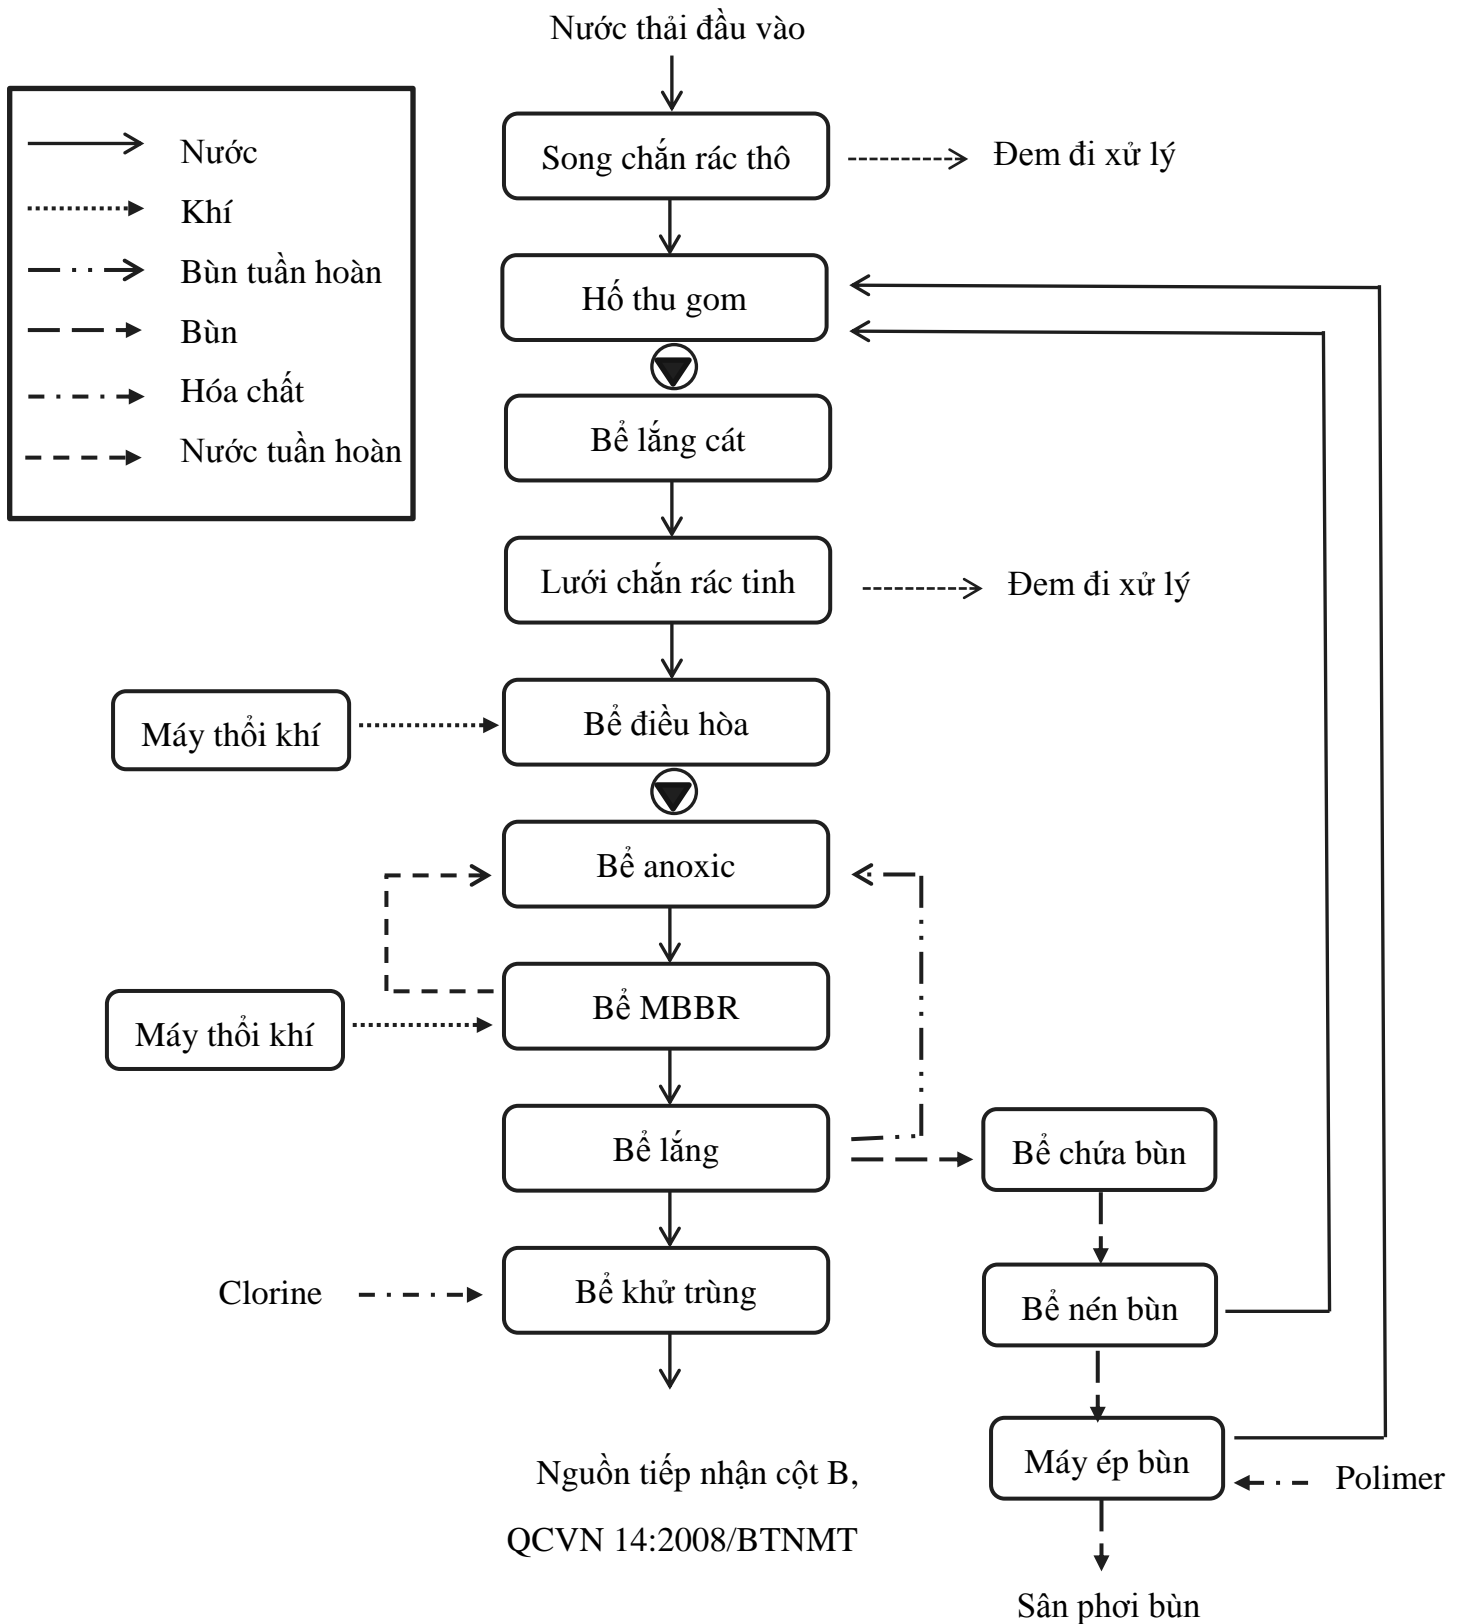 Nước thải đầu vào
Nước
Khí
Bùn tuần hoàn
Bùn
Hóa chất
Nước tuần hoàn
Song chắn rác thô
Đem đi xử lý
Hố thu gom
Bể lắng cát
Lưới chắn rác tinh
Đem đi xử lý
Máy thổi khí
Bể điều hòa
Bể anoxic
Bể MBBR
Máy thổi khí
Bể lắng
Bể chứa bùn
Clorine
Bể khử trùng
Bể nén bùn
Máy ép bùn
Polimer
Nguồn tiếp nhận cột B,
QCVN 14:2008/BTNMT
Sân phơi bùn